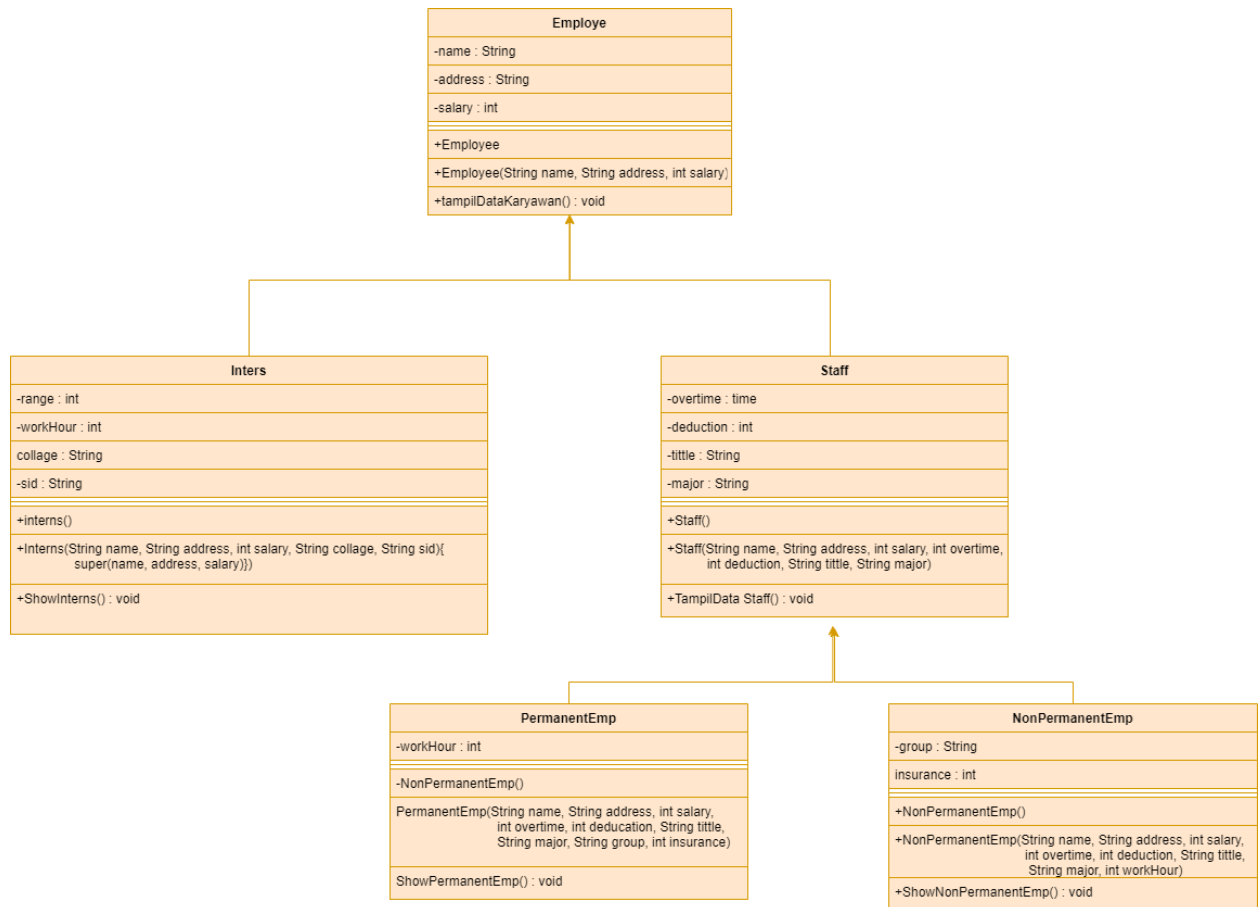 Employe
-name : String
-address : String
-salary : int
+Employee
+Employee(String name, String address, int salary)
+tampilDataKaryawan() : void
Inters
-range : int
-workHour : int
collage : String
-sid : String
+interns()
+Interns(String name, String address, int salary, String collage, String sid){
super(name, address, salary)})
+ShowInterns() : void
Staff
-overtime : time
-deduction : int
-tittle : String
-major : String
+Staff()
+Staff(String name, String address, int salary, int overtime,
int deduction, String tittle, String major)
+TampilData Staff() : void
PermanentEmp
-workHour : int
-NonPermanentEmp()
PermanentEmp(String name, String address, int salary,
int overtime, int deducation, String tittle,
String major, String group, int insurance)
ShowPermanentEmp() : void
NonPermanentEmp
-group : String
insurance : int
+NonPermanentEmp()
+NonPermanentEmp(String name, String address, int salary,
int overtime, int deduction, String tittle,
String major, int workHour)
+ShowNonPermanentEmp() : void